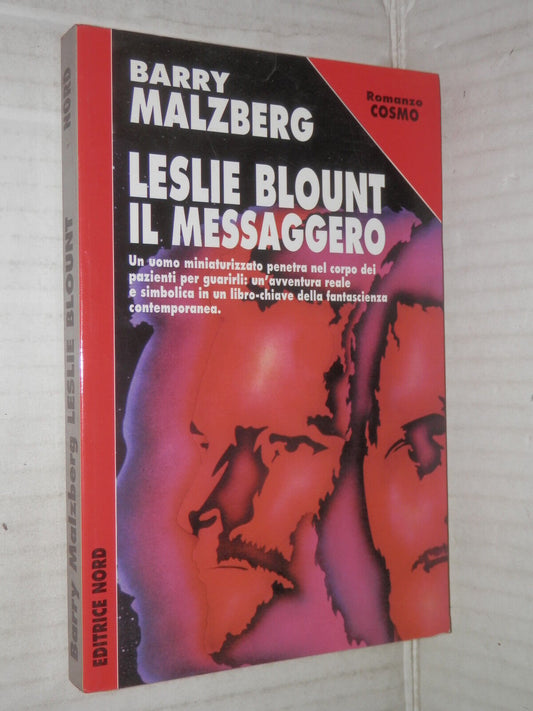 BARRY
MALZBERG
Romanzo
COSMO
LESLIE BLOUNT
IL MESSAGGERO
Un uomo miniaturizzato penetra nel corpo dei
pazienti per guarirli: un'avventura reale
e simbolica in un libro-chiave della fantascienza
contemporanea.
Barry Malzberg LESLIE BLOUNT NORD
EDITRICE NORD